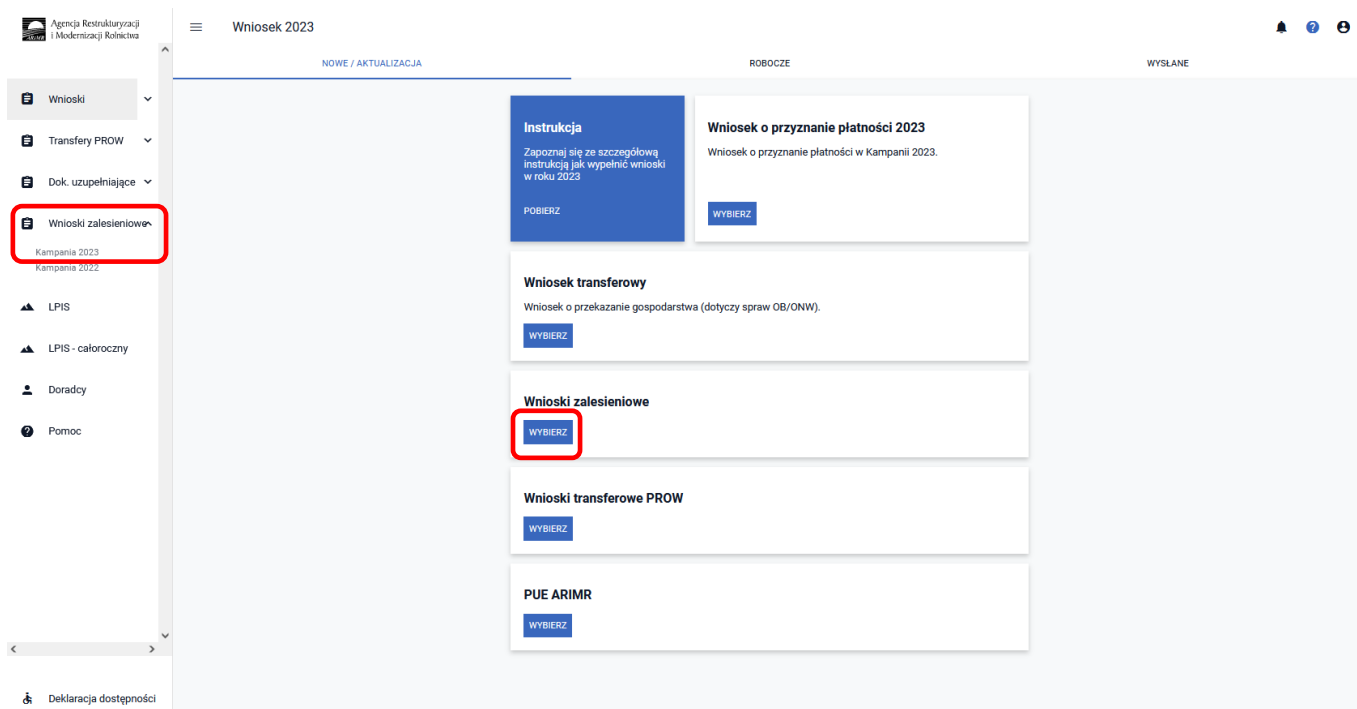 Agencja Restrukturyzacji
i Modernizacji Rolnictwa
ARiMR
Wniosek 2023
NOWE / AKTUALIZACJA
ROBOCZE
WYSŁANE
Wnioski
Transfery PROW
Dok. uzupełniające
Wnioski zalesieniowe
Kampania 2023
Kampania 2022
LPIS
LPIS - całoroczny
Doradcy
Pomoc
Deklaracja dostępności
Instrukcja
Zapoznaj się ze szczegółową
instrukcją jak wypełnić wnioski
w roku 2023
POBIERZ
Wniosek o przyznanie płatności 2023
Wniosek o przyznanie płatności w Kampanii 2023.
WYBIERZ
Wniosek transferowy
Wniosek o przekazanie gospodarstwa (dotyczy spraw OB/ONW).
WYBIERZ
Wnioski zalesieniowe
WYBIERZ
Wnioski transferowe PROW
WYBIERZ
PUE ARIMR
WYBIERZ